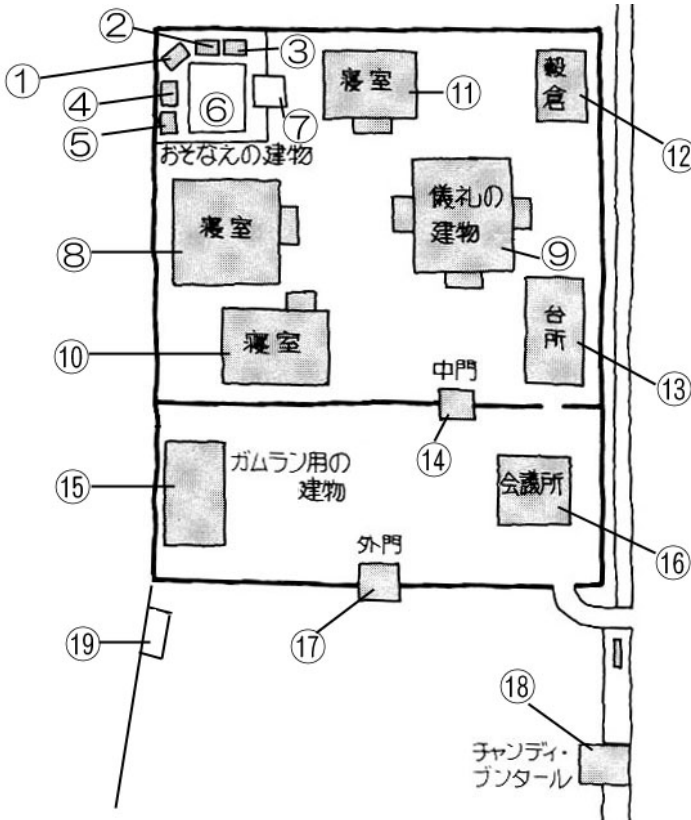 ②
③
①
④
⑥
⑤
⑦
おそなえの建物
寝室
⑪
穀
倉
⑫
寝室
⑧
儀礼の
建物
⑨
寝室
⑩
台
所
⑬
中門
⑭
⑮
ガムラン用の
建物
会議所
⑯
外門
⑰
⑲
⑱
チャンディ・
ブンタール